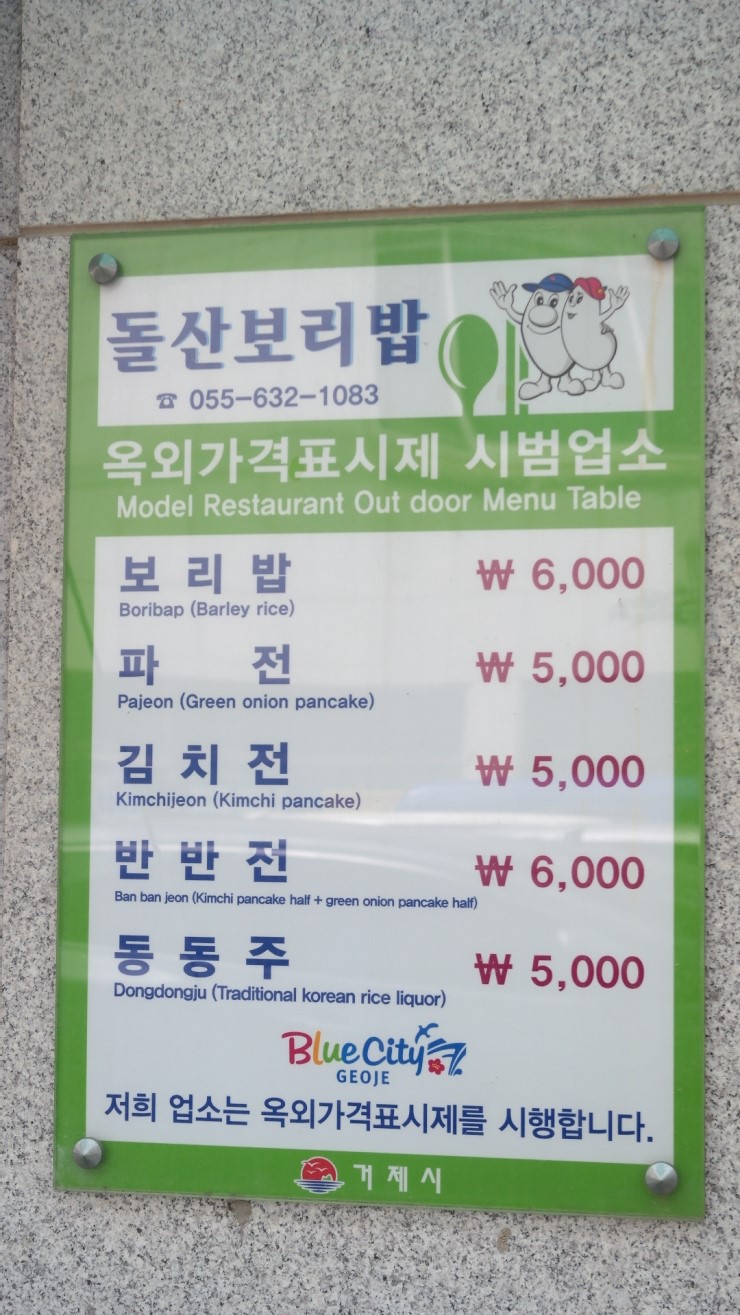 돌산보리밥
☎ 055-632-1083
옥외가격표시제 시범업소
Model Restaurant Out door Menu Table
보리밥 ₩ 6,000
Boribap (Barley rice)
파전 ₩ 5,000
Pajeon (Green onion pancake)
김치전 ₩ 5,000
Kimchijeon (Kimchi pancake)
반반전 ₩ 6,000
Ban ban jeon (Kimchi pancake half + green onion pancake half)
동동주 ₩ 5,000
Dongdongju (Traditional korean rice liquor)
Blue City
GEOJE
저희 업소는 옥외가격표시제를 시행합니다.
거제시